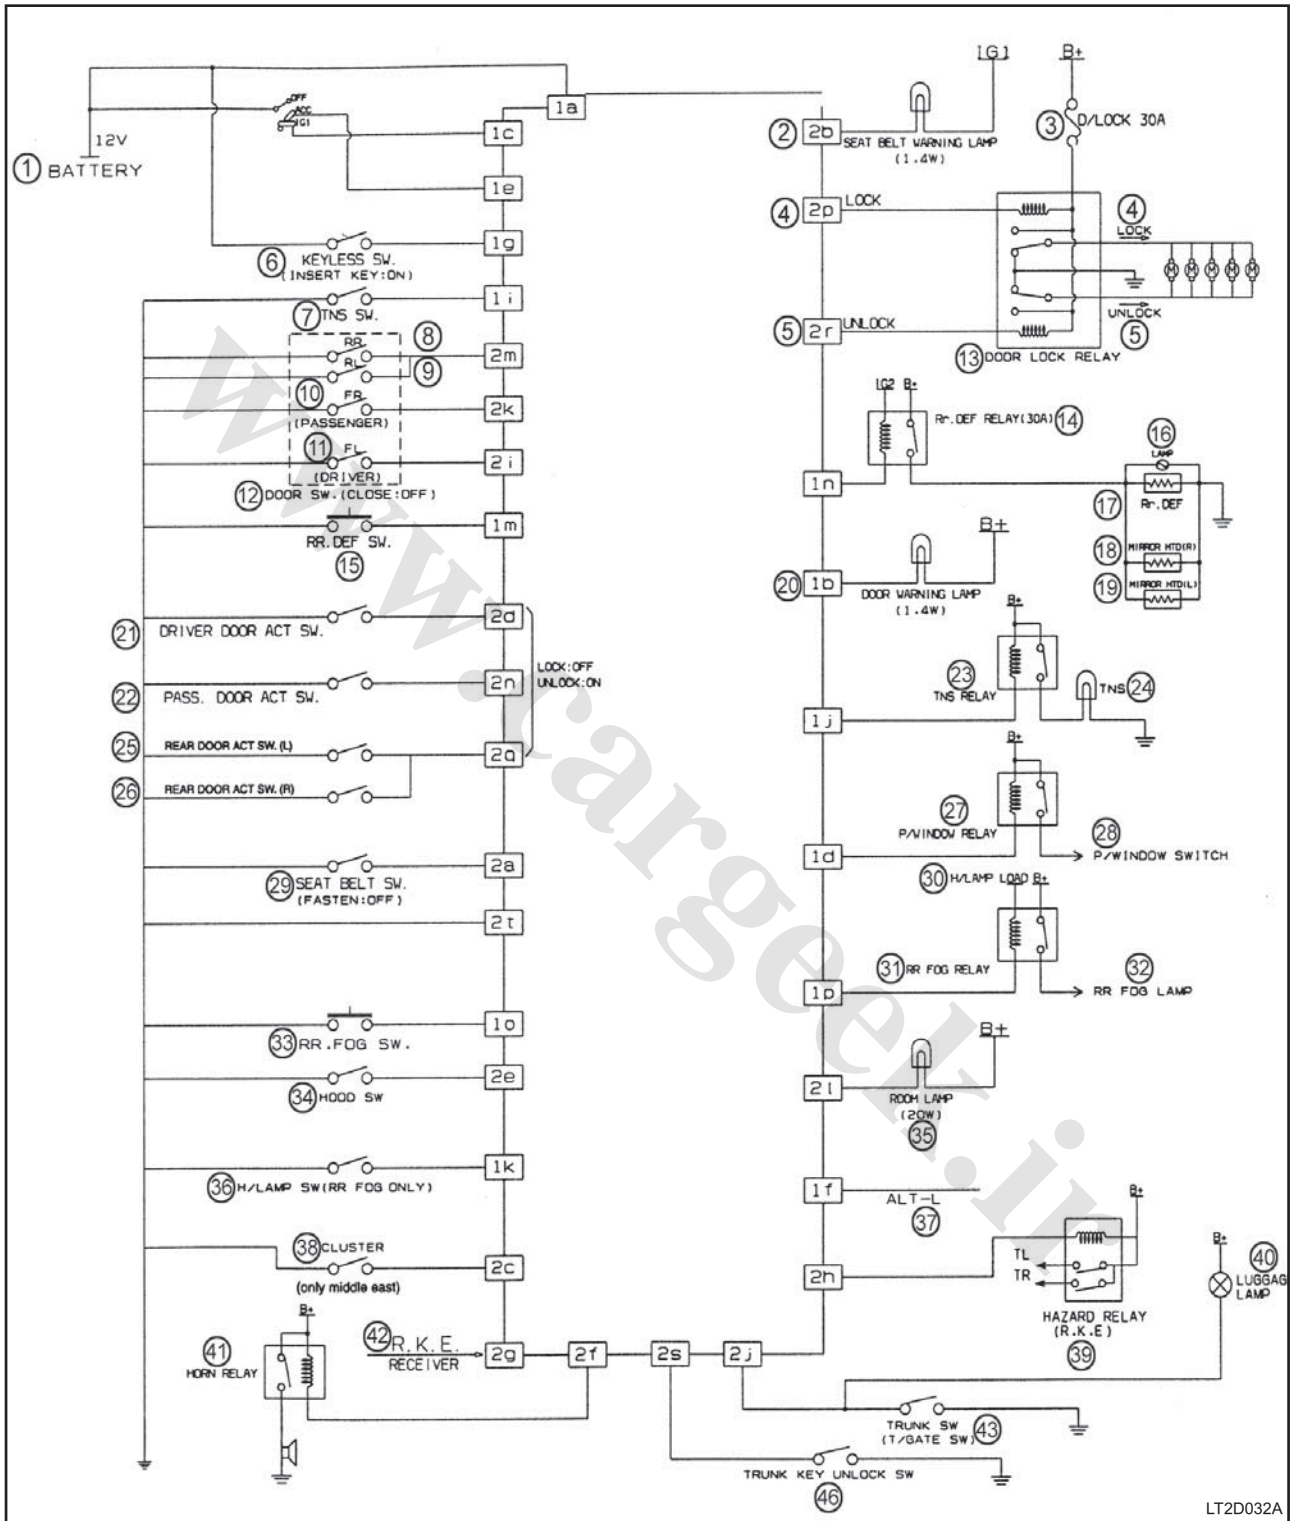 IG1
B+
OFF
ACC
IG1
1a
12V
1 BATTERY
1c
1e
2 2b
SEAT BELT WARNING LAMP
(1.4W)
3 D/LOCK 30A
4 2p LOCK
4
LOCK
M M M M M
UNLOCK
5
5 2r UNLOCK
13 DOOR LOCK RELAY
6 KEYLESS SW.
(INSERT KEY:ON)
1g
7 TNS SW.
1i
RR 8
RL 9
2m
10 FR
(PASSENGER)
2k
11 FL
(DRIVER)
2i
12 DOOR SW.(CLOSE:OFF)
IG2 B+
Rr.DEF RELAY(30A) 14
1n
16
LAMP
17 Rr.DEF
18 MIRROR HTD(R)
19 MIRROR HTD(L)
RR.DEF SW.
15
1m
B+
20 1b
DOOR WARNING LAMP
(1.4W)
21 DRIVER DOOR ACT SW.
2d
LOCK:OFF
UNLOCK:ON
22 PASS. DOOR ACT SW.
2n
B+
23
TNS RELAY
TNS 24
1j
25 REAR DOOR ACT SW.(L)
2q
26 REAR DOOR ACT SW.(R)
B+
27
P/WINDOW RELAY
1d
28
P/WINDOW SWITCH
29 SEAT BELT SW.
(FASTEN:OFF)
2a
30 H/LAMP LOAD B+
2t
31 RR FOG RELAY
1p
32
RR FOG LAMP
33 RR.FOG SW.
1o
34 HOOD SW
2e
B+
2l
ROOM LAMP
(20W)
35
36 H/LAMP SW(RR FOG ONLY)
1k
1f
ALT-L
37
38 CLUSTER
(only middle east)
2c
2h
B+
TL
TR
HAZARD RELAY
(R.K.E)
39
B+
40
LUGGAG
LAMP
B+
41
HORN RELAY
42 R.K.E.
RECEIVER
2g
2f
2s
2j
TRUNK SW
(T/GATE SW) 43
TRUNK KEY UNLOCK SW
46
www.cargeek.ir
LT2D032A